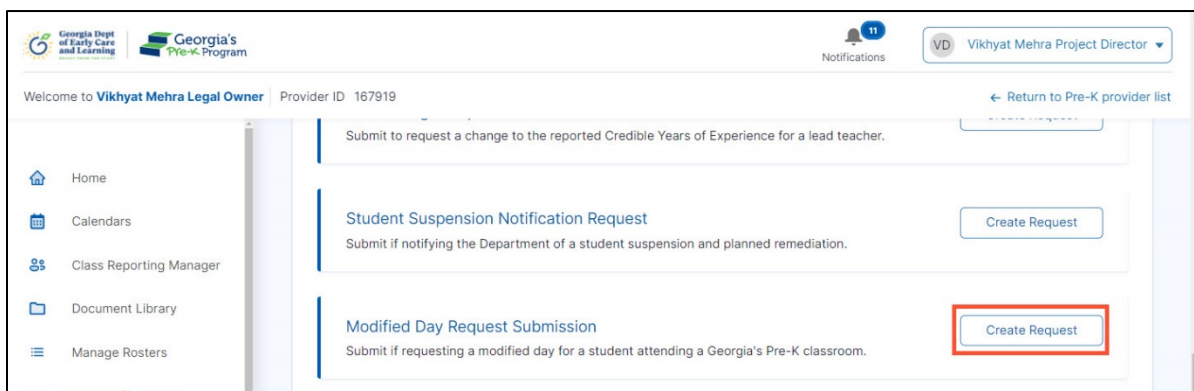 Georgia Dept
of Early Care
and Learning
Georgia's
Pre-K Program
11
Notifications
VD Vikhyat Mehra Project Director
Welcome to Vikhyat Mehra Legal Owner Provider ID 167919
← Return to Pre-K provider list
Submit to request a change to the reported Credible Years of Experience for a lead teacher.
Home
Calendars
Class Reporting Manager
Document Library
Manage Rosters
Student Suspension Notification Request
Submit if notifying the Department of a student suspension and planned remediation.
Create Request
Modified Day Request Submission
Submit if requesting a modified day for a student attending a Georgia's Pre-K classroom.
Create Request